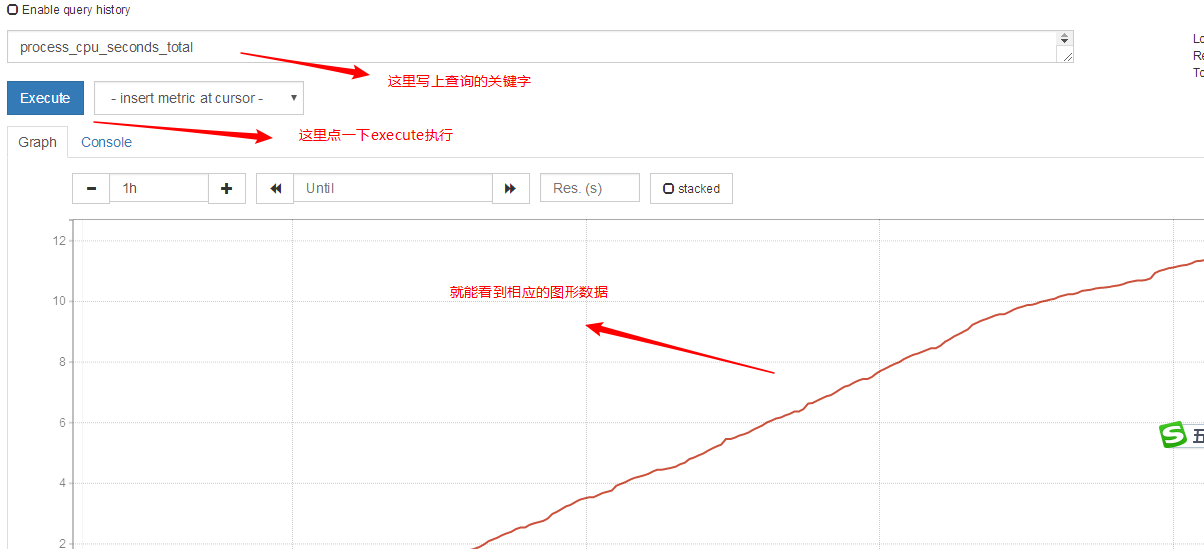 Enable query history
process_cpu_seconds_total
Lo
Re
To
这里写上查询的关键字
Execute
- insert metric at cursor -
这里点一下execute执行
Graph
Console
1h
Until
Res. (s)
stacked
12
10
就能看到相应的图形数据
8
6
五
4
2